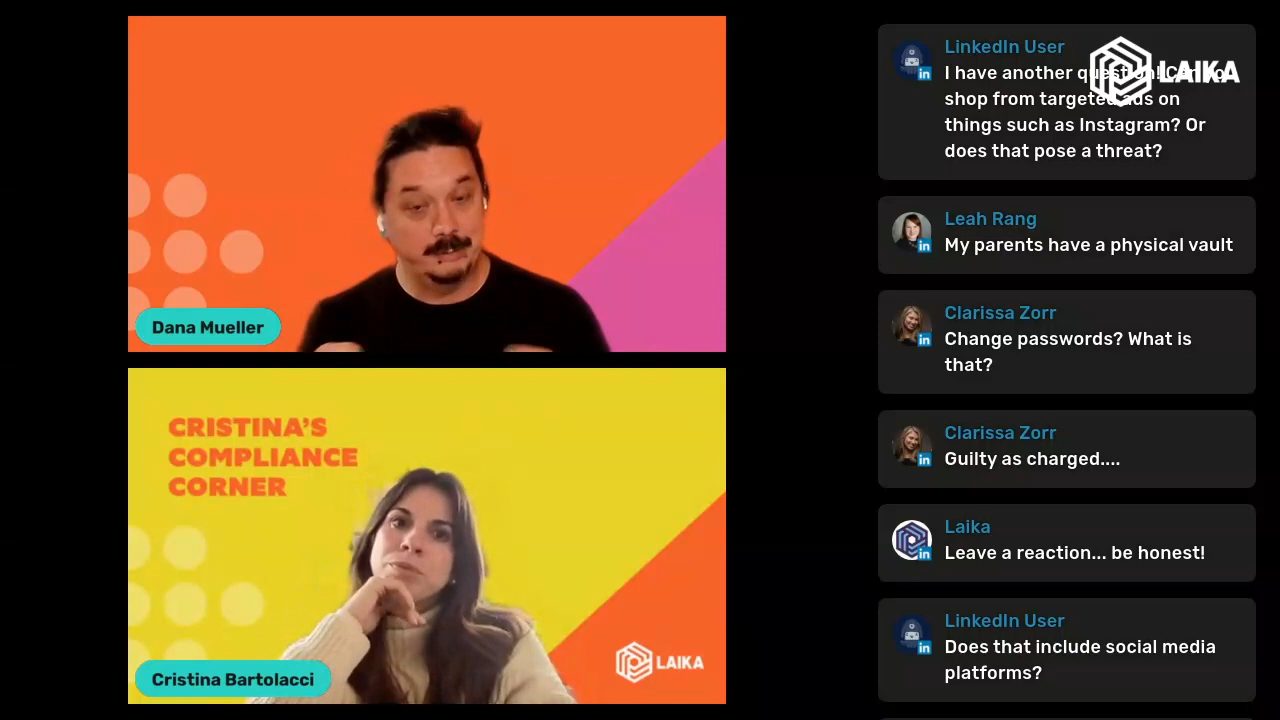 Dana Mueller
CRISTINA'S
COMPLIANCE
CORNER
LAIKA
Cristina Bartolacci
LAIKA
LinkedIn User
I have another question!
shop from targeted ads on
things such as Instagram? Or
does that pose a threat?
Leah Rang
My parents have a physical vault
Clarissa Zorr
Change passwords? What is
that?
Clarissa Zorr
Guilty as charged....
Laika
Leave a reaction... be honest!
LinkedIn User
Does that include social media
platforms?